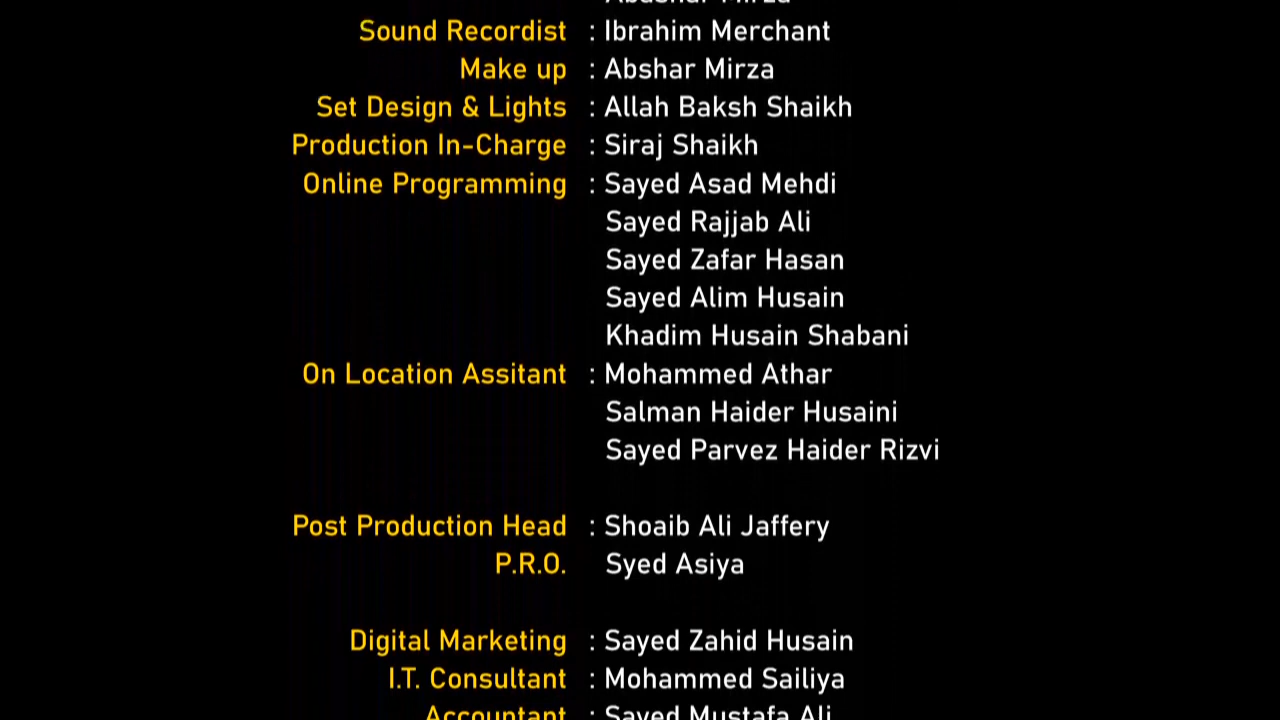 Sound Recordist : Ibrahim Merchant
Make up : Abshar Mirza
Set Design & Lights : Allah Baksh Shaikh
Production In-Charge : Siraj Shaikh
Online Programming : Sayed Asad Mehdi
Sayed Rajjab Ali
Sayed Zafar Hasan
Sayed Alim Husain
Khadim Husain Shabani
On Location Assitant : Mohammed Athar
Salman Haider Husaini
Sayed Parvez Haider Rizvi
Post Production Head : Shoaib Ali Jaffery
P.R.O. Syed Asiya
Digital Marketing : Sayed Zahid Husain
I.T. Consultant : Mohammed Sailiya
Accountant : Sayed Mustafa Ali